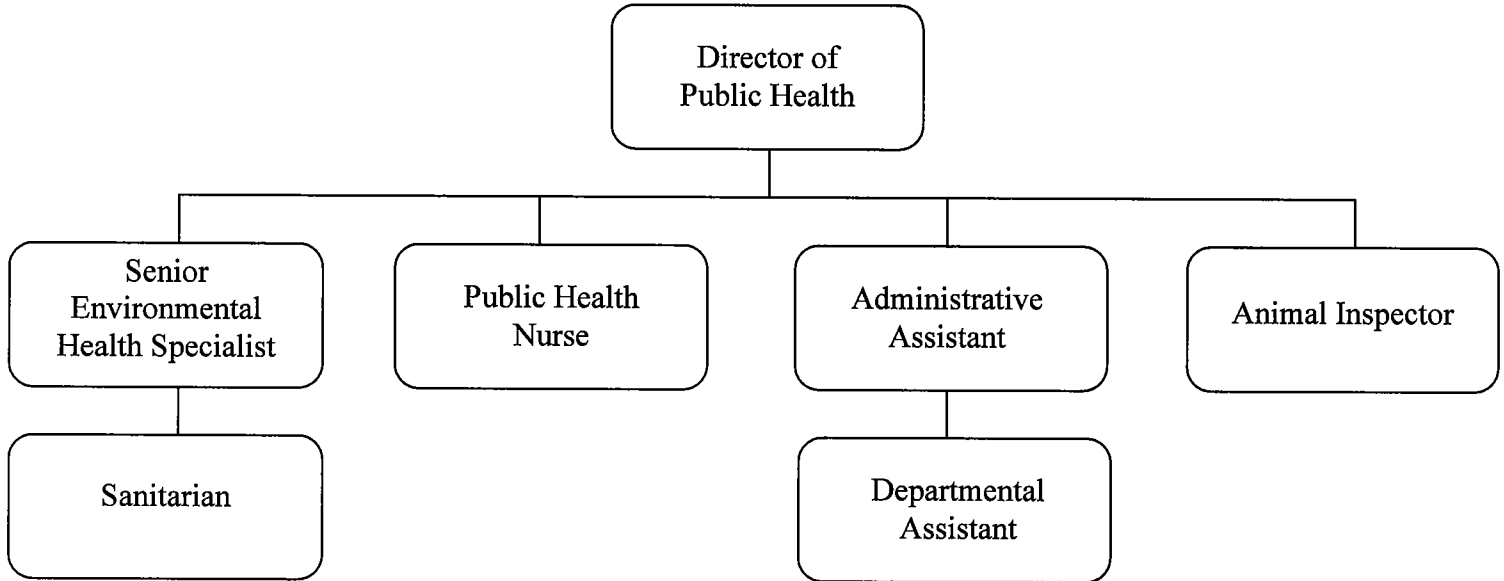 Director of
Public Health
Senior
Environmental
Health Specialist
Public Health
Nurse
Administrative
Assistant
Animal Inspector
Sanitarian
Departmental
Assistant